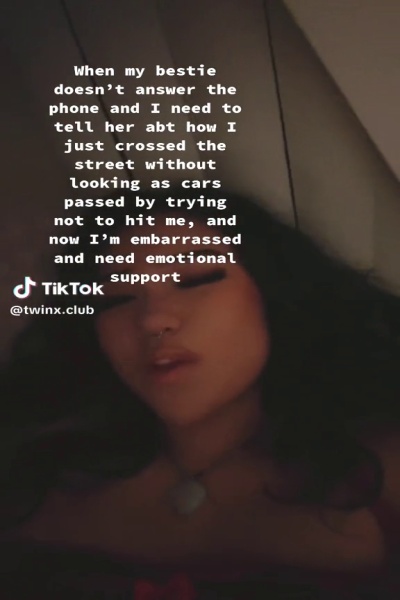 When my bestie
doesn’t answer the
phone and I need to
tell her abt how I
just crossed the
street without
looking as cars
passed by trying
not to hit me, and
now I’m embarrassed
and need emotional
support
TikTok
@twinx.club